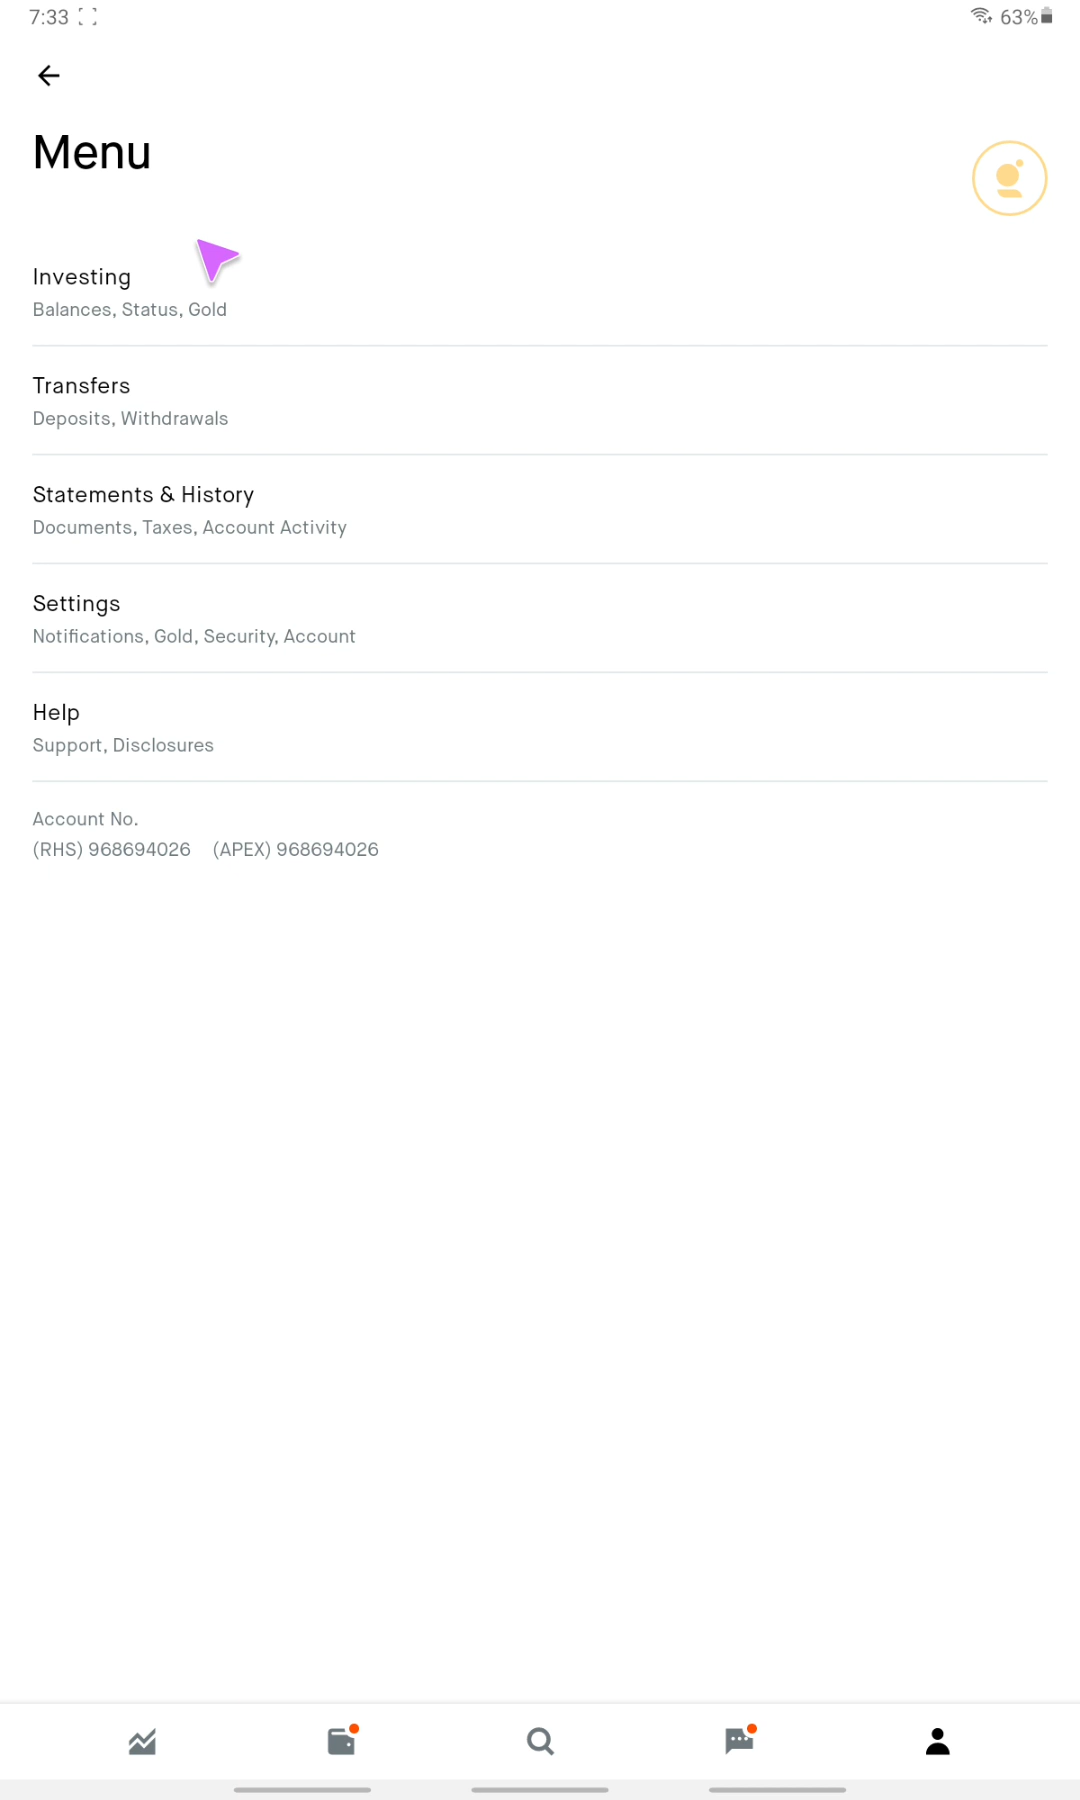 7:33
63%
Menu
Investing
Balances, Status, Gold
Transfers
Deposits, Withdrawals
Statements & History
Documents, Taxes, Account Activity
Settings
Notifications, Gold, Security, Account
Help
Support, Disclosures
Account No.
(RHS) 968694026 (APEX) 968694026